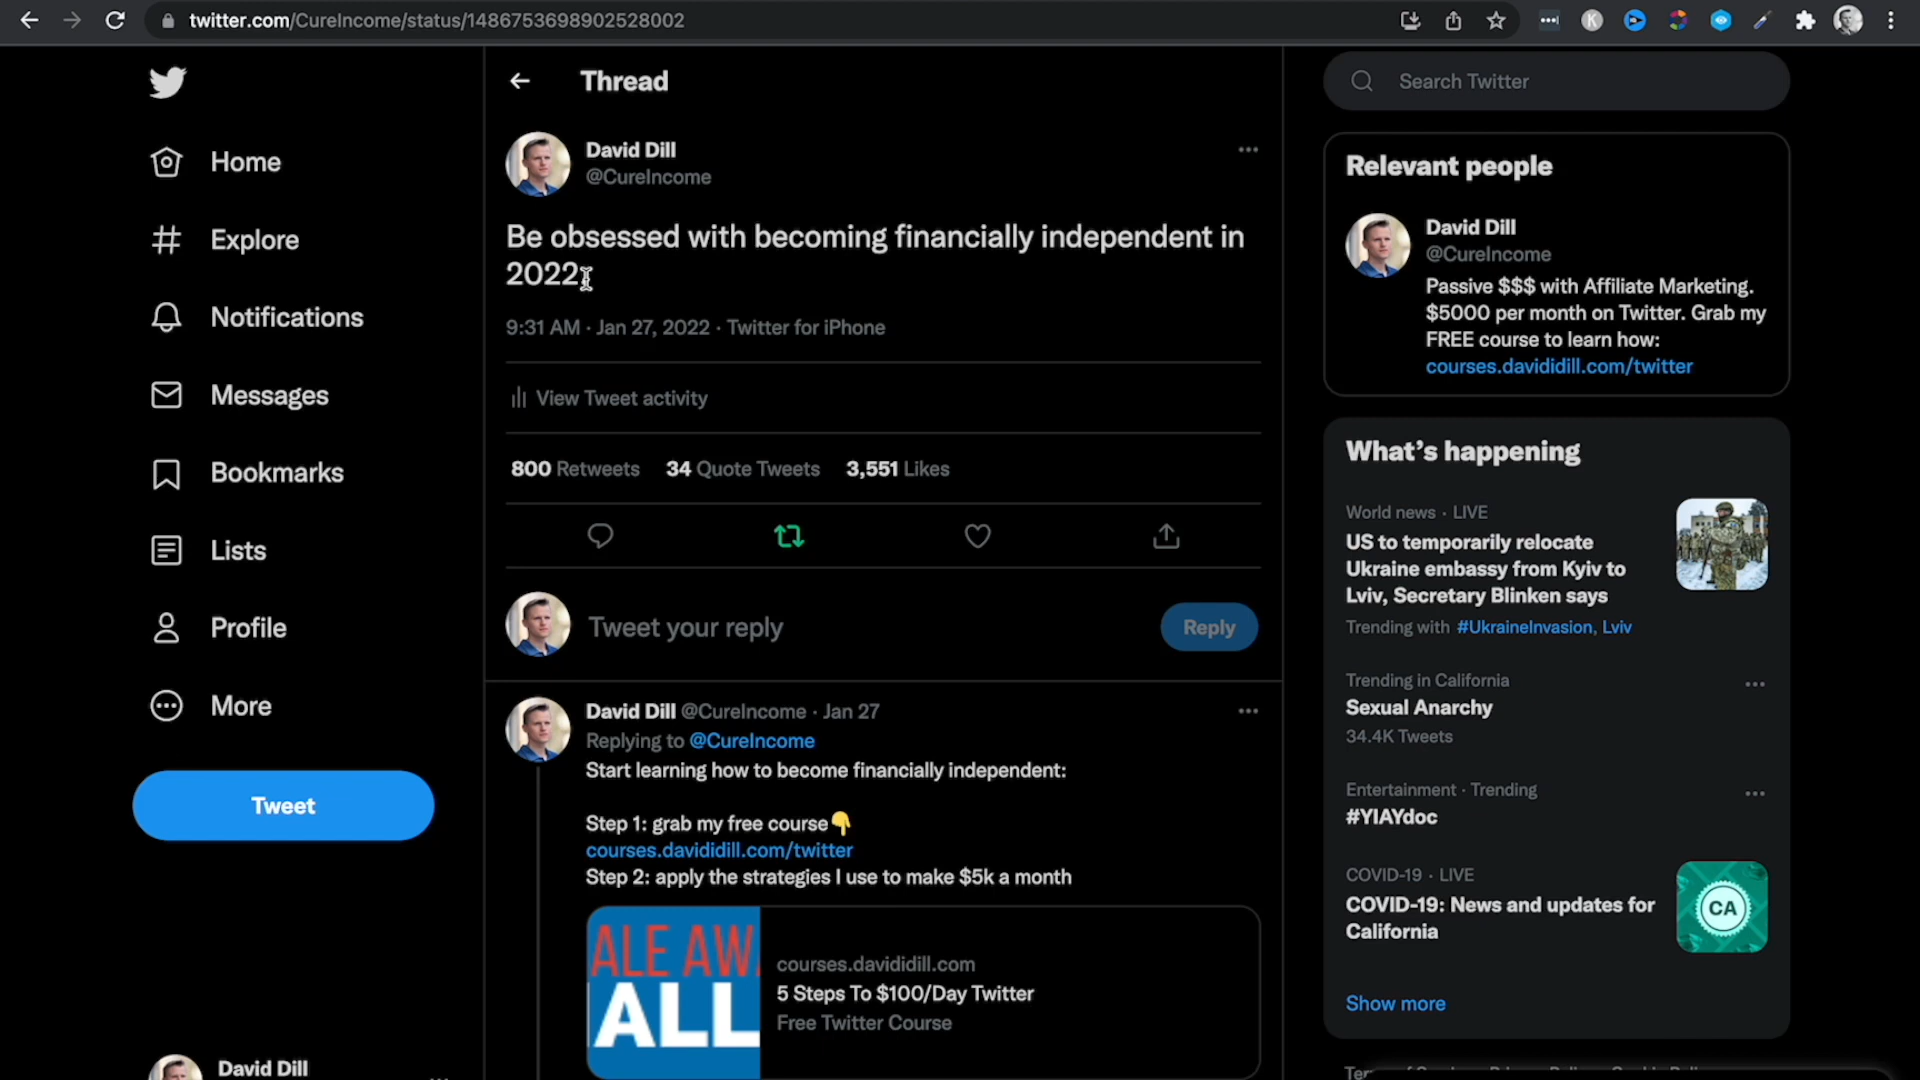 twitter.com/CureIncome/status/1486753698902528002
K
Home
Explore
Notifications
Messages
Bookmarks
Lists
Profile
More
Tweet
David Dill
Thread
David Dill
@CureIncome
Be obsessed with becoming financially independent in
2022
9:31 AM · Jan 27, 2022 · Twitter for iPhone
View Tweet activity
800 Retweets 34 Quote Tweets 3,551 Likes
Tweet your reply
Reply
David Dill @CureIncome · Jan 27
Replying to @CureIncome
Start learning how to become financially independent:
Step 1: grab my free course👇
courses.davididill.com/twitter
Step 2: apply the strategies I use to make $5k a month
ALE AW
ALL
courses.davididill.com
5 Steps To $100/Day Twitter
Free Twitter Course
Search Twitter
Relevant people
David Dill
@CureIncome
Passive $$$ with Affiliate Marketing.
$5000 per month on Twitter. Grab my
FREE course to learn how:
courses.davididill.com/twitter
What's happening
World news · LIVE
US to temporarily relocate
Ukraine embassy from Kyiv to
Lviv, Secretary Blinken says
Trending with #UkraineInvasion, Lviv
Trending in California
Sexual Anarchy
34.4K Tweets
Entertainment · Trending
#YIAYdoc
COVID-19 · LIVE
COVID-19: News and updates for
California
CA
Show more